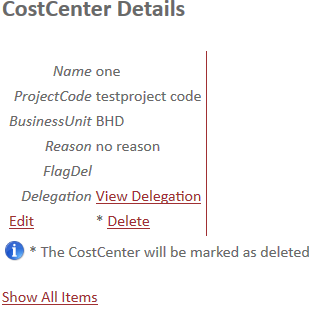 CostCenter Details
Name one
ProjectCode testproject code
BusinessUnit BHD
Reason no reason
FlagDel
Delegation View Delegation
Edit * Delete
* The CostCenter will be marked as deleted
Show All Items